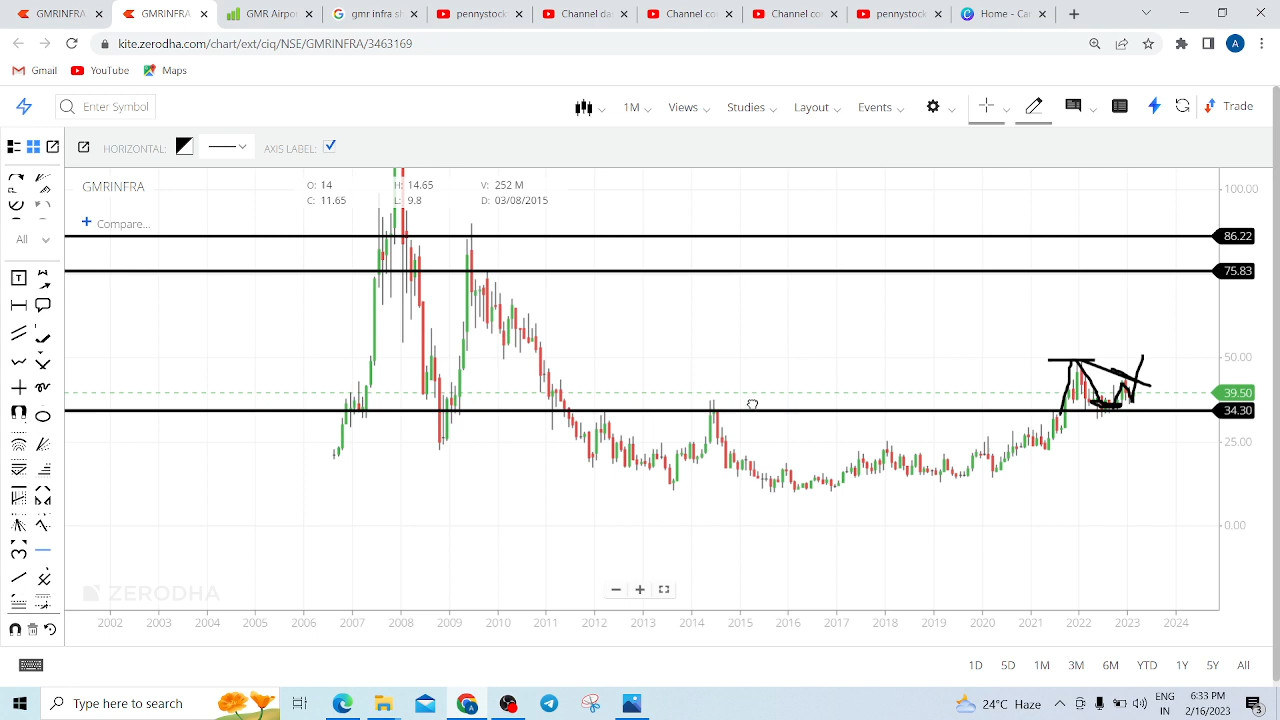 GMRINFRA
GMRINFRA
GMR Airpo
gmr infra sh
pennystock
Channel da
channel co
Channel co
pennystock
Home - Can
kite.zerodha.com/chart/ext/ciq/NSE/GMRINFRA/3463169
A
Gmail
YouTube
Maps
Enter Symbol
1M
Views
Studies
Layout
Events
Trade
HORIZONTAL:
AXIS LABEL:
GMRINFRA
O: 14 H: 14.65 V: 252 M
C: 11.65 L: 9.8 D: 03/08/2015
Compare...
All
T
100.00
86.22
75.83
50.00
39.50
34.30
25.00
0.00
ZERODHA
2002 2003 2004 2005 2006 2007 2008 2009 2010 2011 2012 2013 2014 2015 2016 2017 2018 2019 2020 2021 2022 2023 2024
1D 5D 1M 3M 6M YTD 1Y 5Y All
Type here to search
A
24°C Haze
ENG
IN
6:33 PM
2/16/2023
3